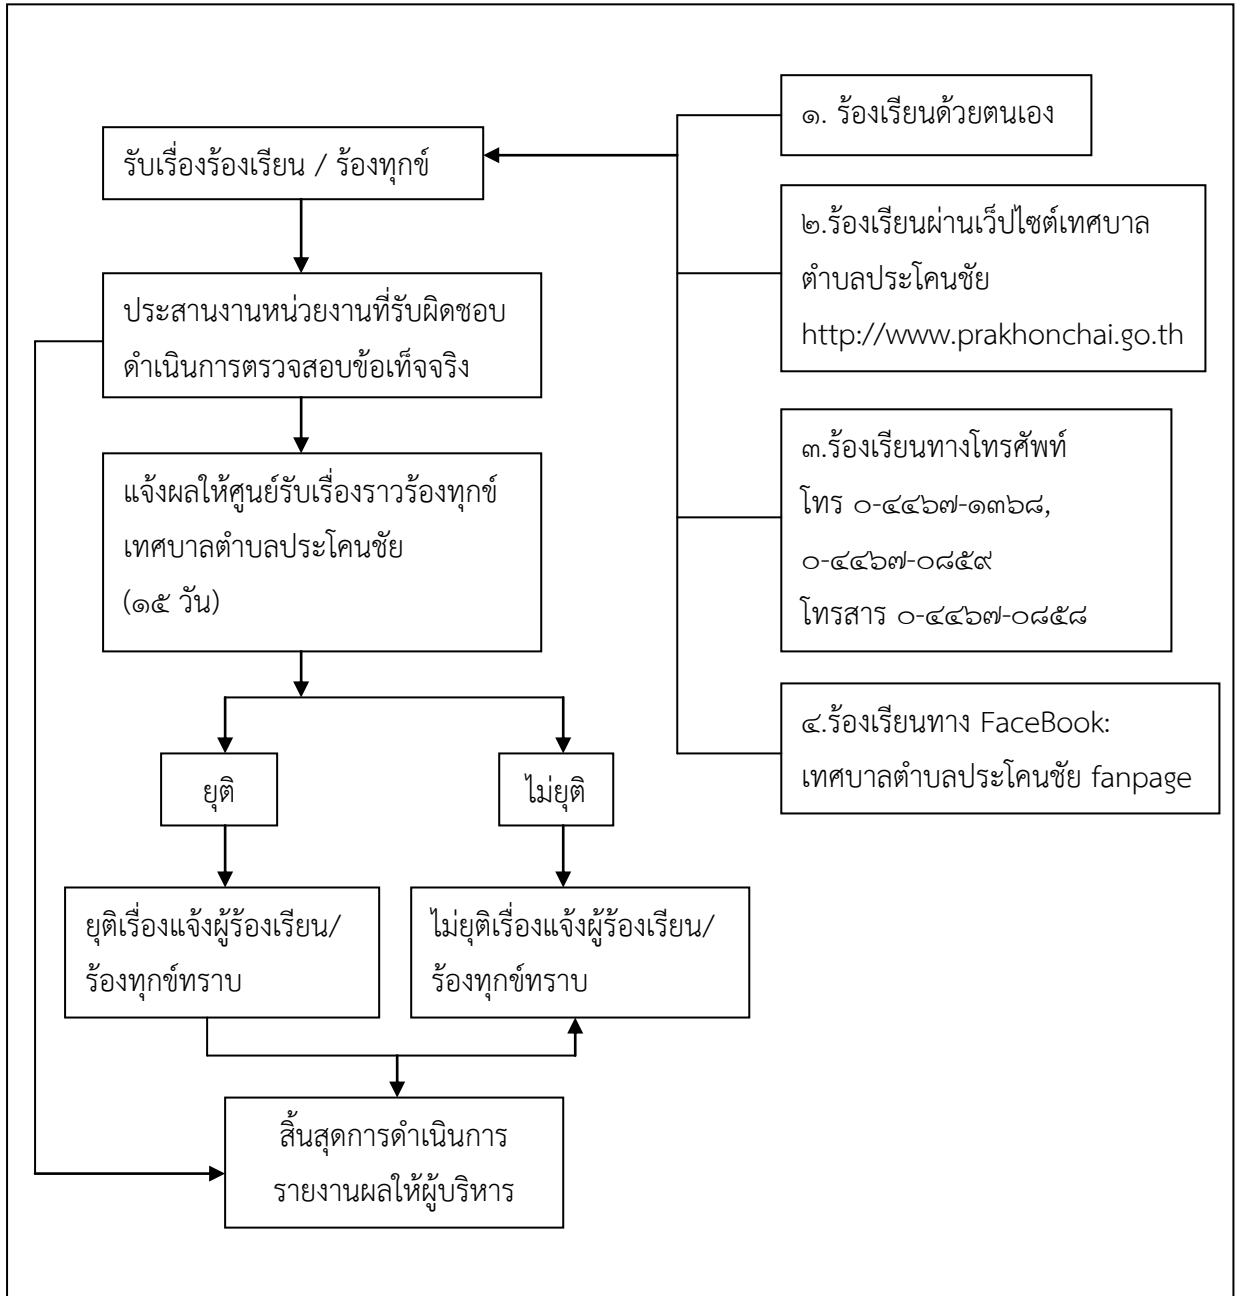 รับเรื่องร้องเรียน / ร้องทุกข์
ประสานงานหน่วยงานที่รับผิดชอบ
ดำเนินการตรวจสอบข้อเท็จจริง
แจ้งผลให้ศูนย์รับเรื่องราวร้องทุกข์
เทศบาลตำบลประโคนชัย
(๑๕ วัน)
ยุติ
ไม่ยุติ
ยุติเรื่องแจ้งผู้ร้องเรียน/
ร้องทุกข์ทราบ
ไม่ยุติเรื่องแจ้งผู้ร้องเรียน/
ร้องทุกข์ทราบ
สิ้นสุดการดำเนินการ
รายงานผลให้ผู้บริหาร
๑. ร้องเรียนด้วยตนเอง
๒.ร้องเรียนผ่านเว็ปไซต์เทศบาล
ตำบลประโคนชัย
http://www.prakhonchai.go.th
๓.ร้องเรียนทางโทรศัพท์
โทร ๐-๔๔๖๗-๑๓๖๘,
๐-๔๔๖๗-๐๘๕๙
โทรสาร ๐-๔๔๖๗-๐๘๕๘
๔.ร้องเรียนทาง FaceBook:
เทศบาลตำบลประโคนชัย fanpage